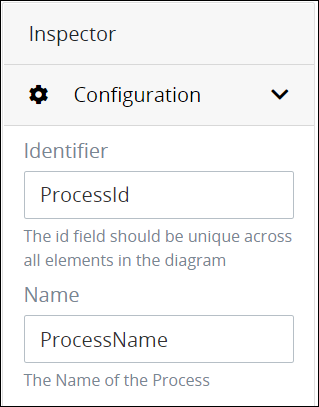 Inspector
Configuration
Identifier
ProcessId
The id field should be unique across
all elements in the diagram
Name
ProcessName
The Name of the Process